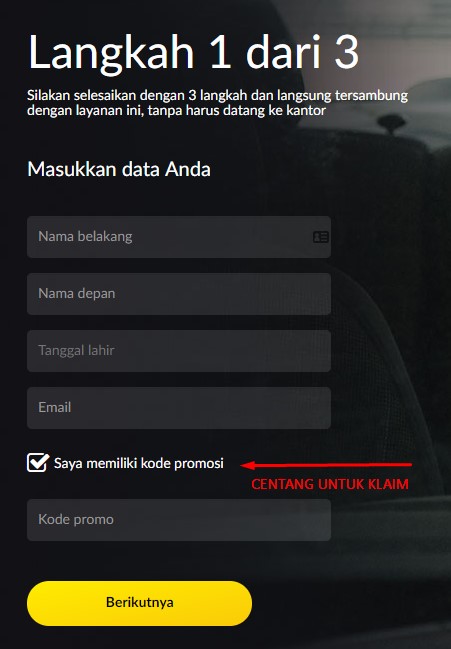 Langkah 1 dari 3
Silakan selesaikan dengan 3 langkah dan langsung tersambung
dengan layanan ini, tanpa harus datang ke kantor
Masukkan data Anda
Nama belakang
Nama depan
Tanggal lahir
Email
Saya memiliki kode promosi
CENTANG UNTUK KLAIM
Kode promo
Berikutnya